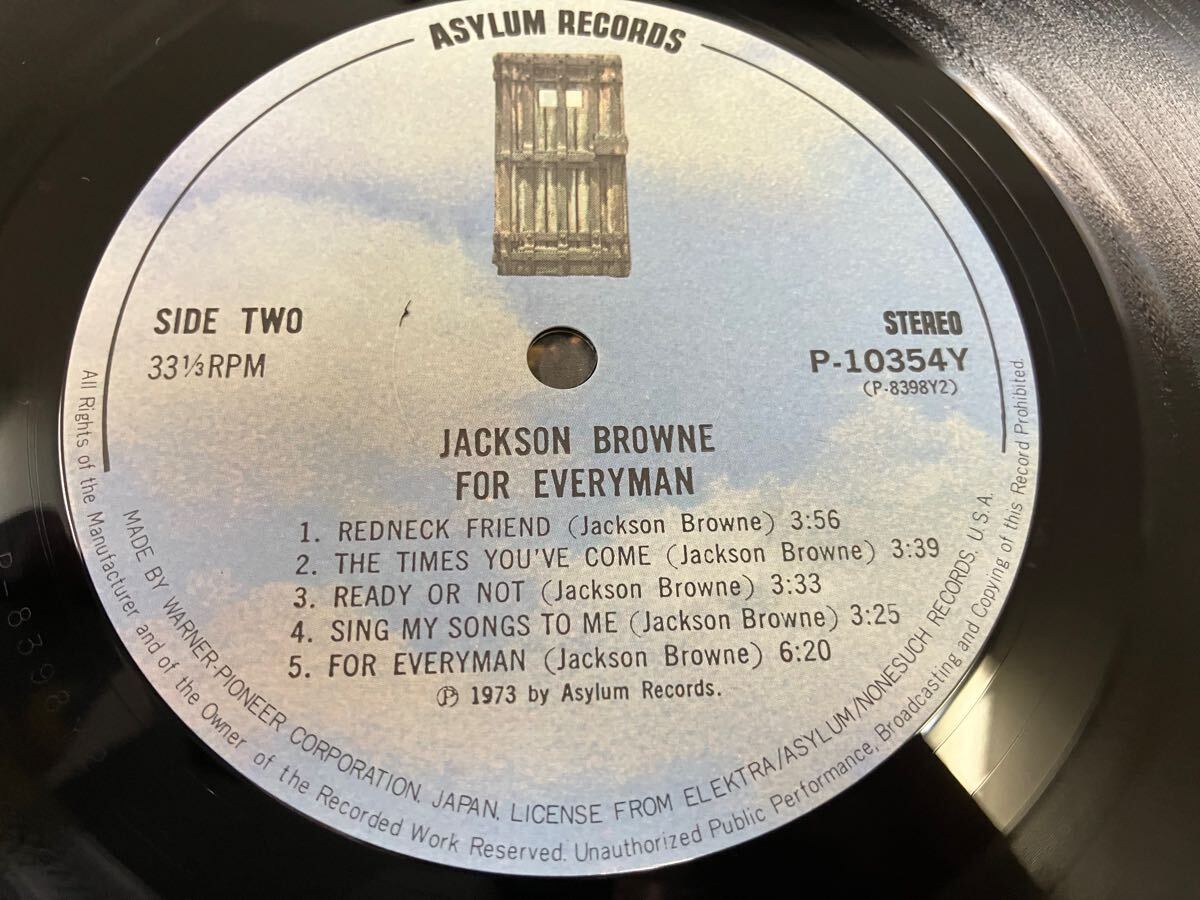 ASYLUM RECORDS
SIDE TWO
33⅓RPM
STEREO
P-10354Y
(P-8398Y2)
JACKSON BROWNE
FOR EVERYMAN
1. REDNECK FRIEND (Jackson Browne) 3:56
2. THE TIMES YOU'VE COME (Jackson Browne) 3:39
3. READY OR NOT (Jackson Browne) 3:33
4. SING MY SONGS TO ME (Jackson Browne) 3:25
5. FOR EVERYMAN (Jackson Browne) 6:20
Ⓟ 1973 by Asylum Records.
MADE BY WARNER-PIONEER CORPORATION, JAPAN. LICENSE FROM ELEKTRA/ASYLUM/NONESUCH RECORDS, U.S.A.
All Rights of the Manufacturer and of the Owner of the Recorded Work Reserved. Unauthorized Public Performance, Broadcasting and Copying of this Record Prohibited.
P-8398